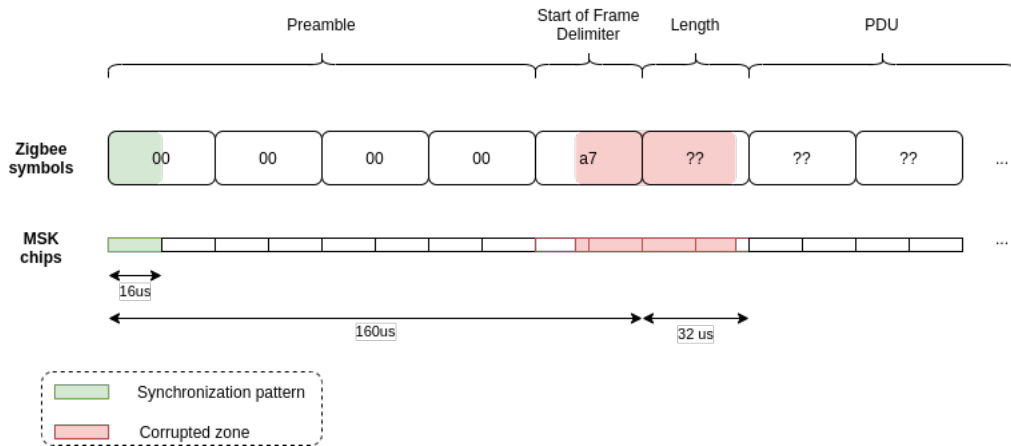 Preamble
Start of Frame
Delimiter
Length
PDU
Zigbee
symbols
00
00
00
00
a7
??
??
??
...
MSK
chips
...
16us
160us
32 us
Synchronization pattern
Corrupted zone